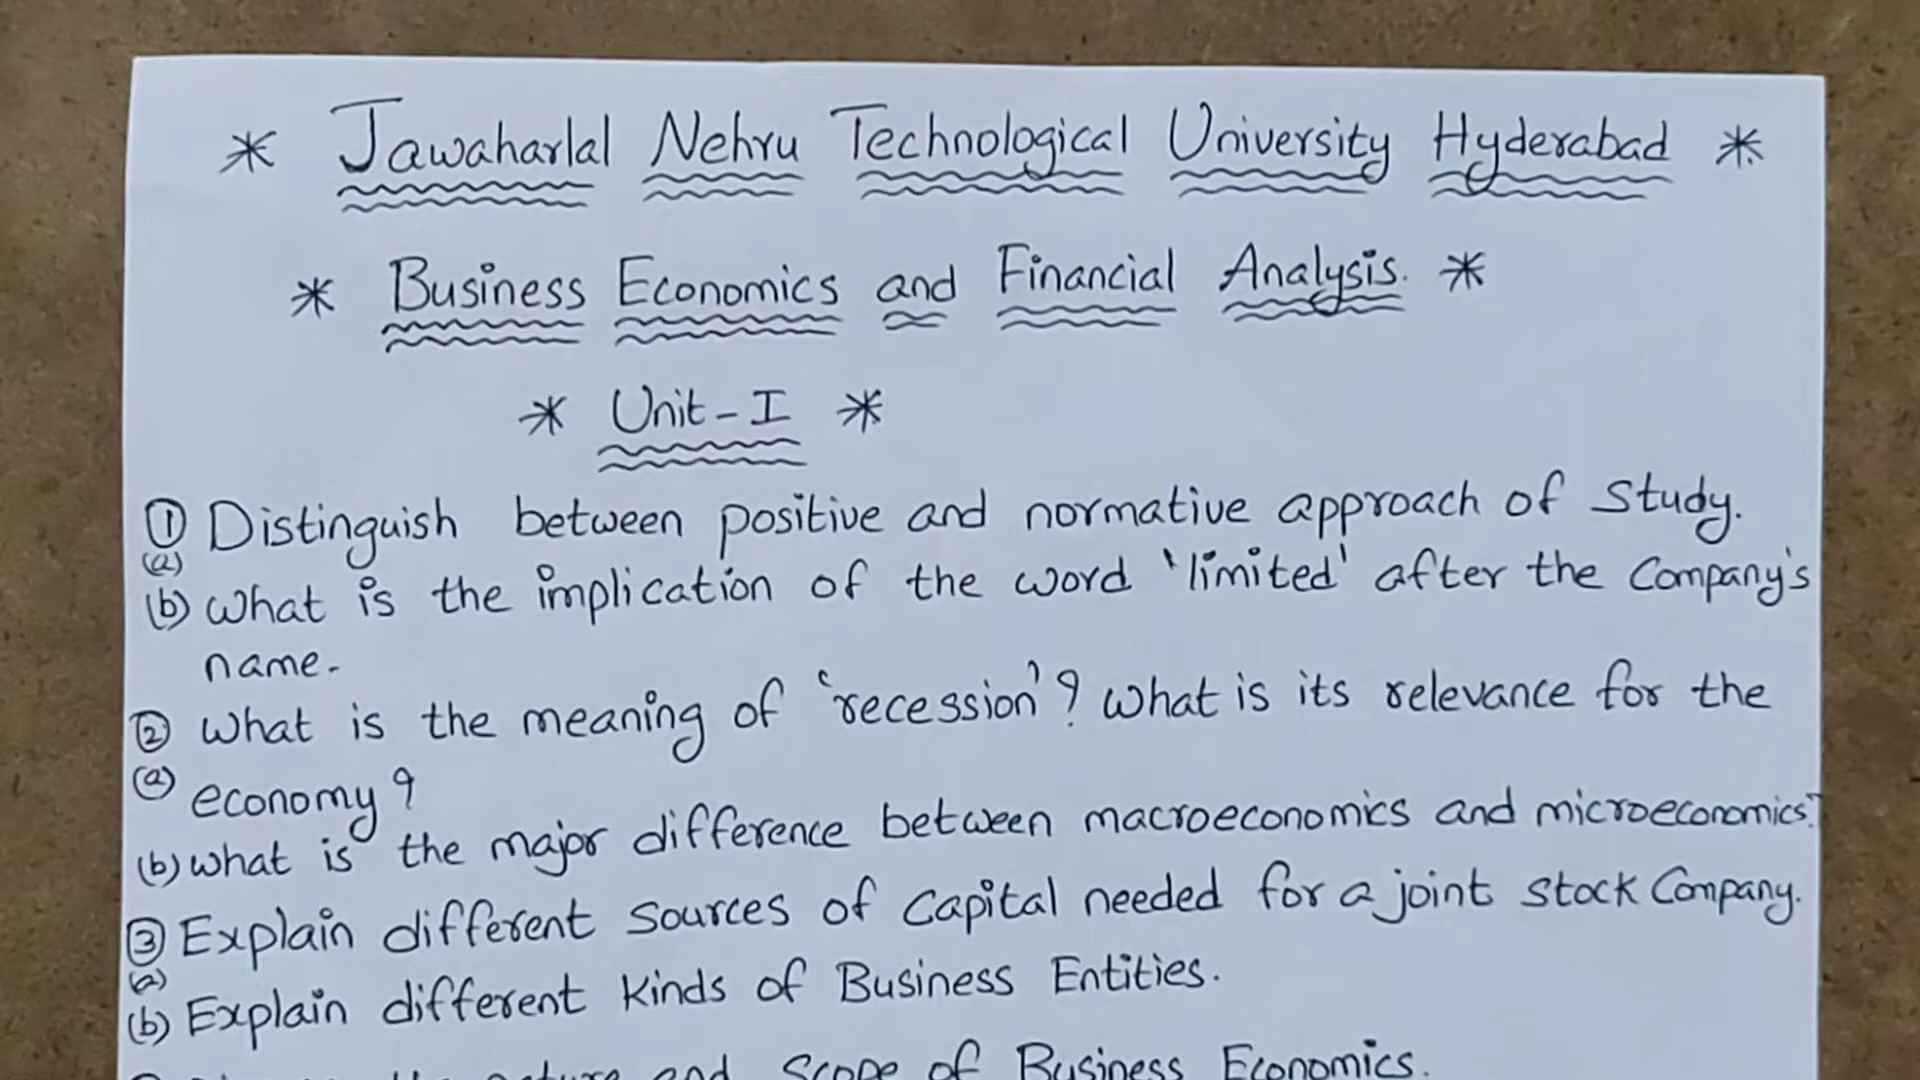 * Jawaharlal Nehru Technological University Hyderabad *
* Business Economics and Financial Analysis. *
* Unit - I *
① Distinguish between positive and normative approach of Study.
(a)
(b) What is the implication of the word 'limited' after the Company's
name.
② What is the meaning of 'recession'? What is its relevance for the
(a) economy?
(b) What is the major difference between macroeconomics and microeconomics?
③ Explain different Sources of Capital needed for a joint Stock Company.
(a)
(b) Explain different Kinds of Business Entities.
the nature and Scope of Business Economics.